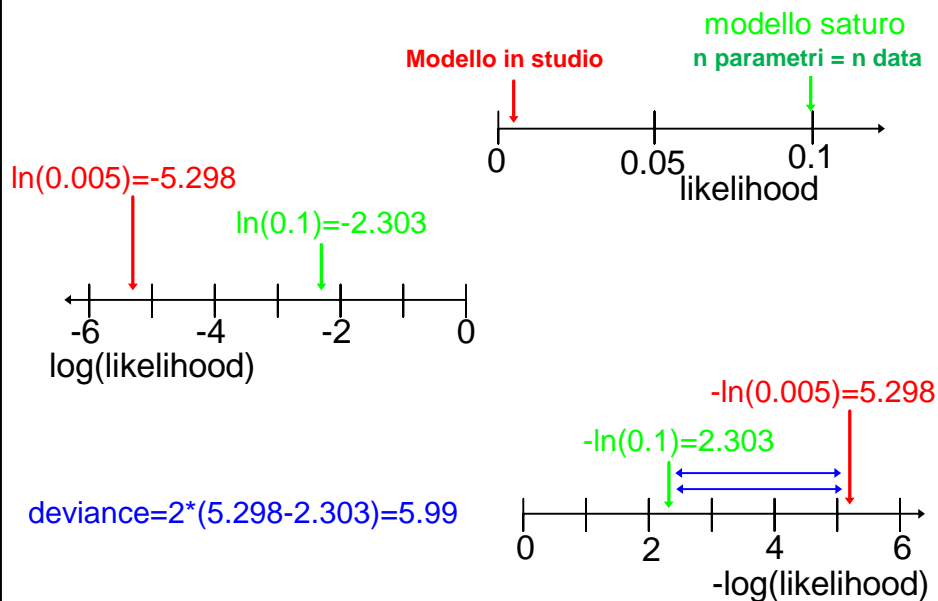 modello saturo
Modello in studio
n parametri = n data
0
0.05
0.1
likelihood
ln(0.005)=-5.298
ln(0.1)=-2.303
-6
-4
-2
0
log(likelihood)
-ln(0.005)=5.298
-ln(0.1)=2.303
deviance=2*(5.298-2.303)=5.99
0
2
4
6
-log(likelihood)